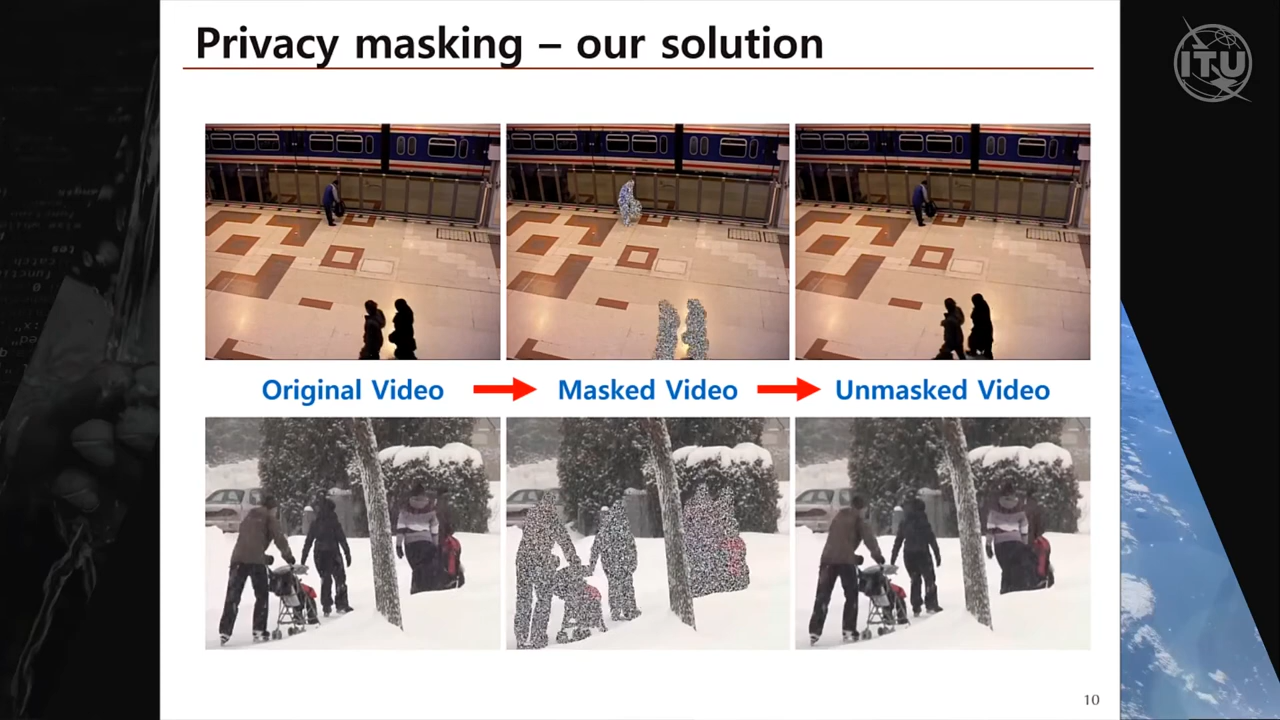 Privacy masking – our solution
ITU
Original Video
Masked Video
Unmasked Video
10